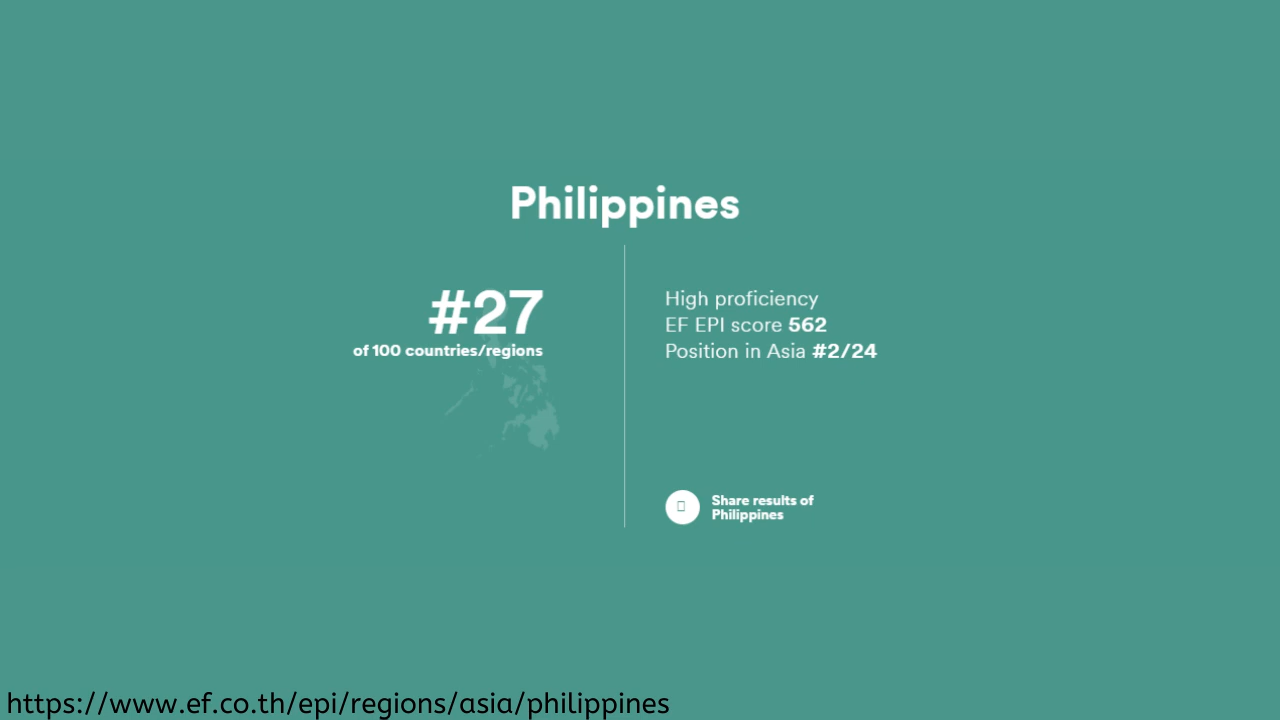 Philippines
#27
of 100 countries/regions
High proficiency
EF EPI score 562
Position in Asia #2/24
Share results of
Philippines
https://www.ef.co.th/epi/regions/asia/philippines